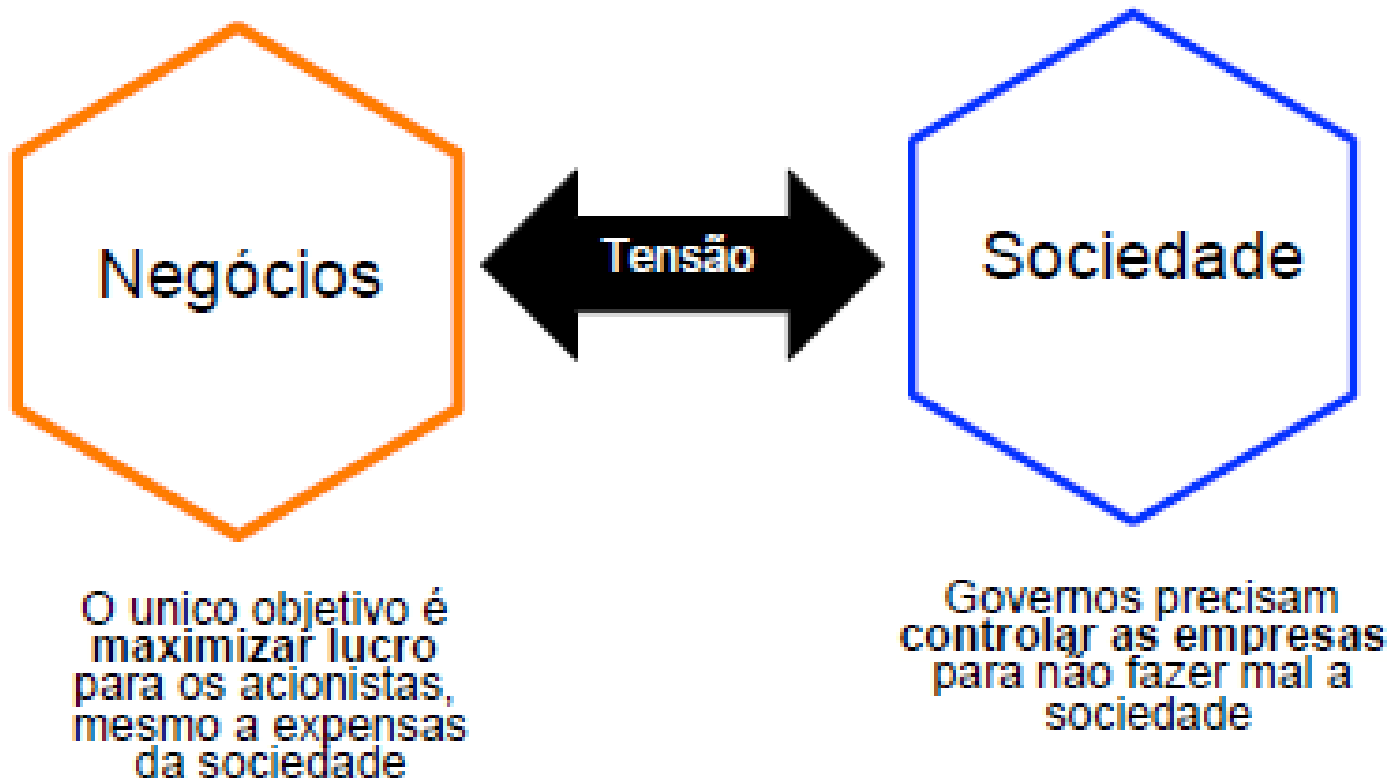 Negócios
Tensão
Sociedade
O unico objetivo é
maximizar lucro
para os acionistas,
mesmo a expensas
da sociedade
Governos precisam
controlar as empresas
para não fazer mal a
sociedade